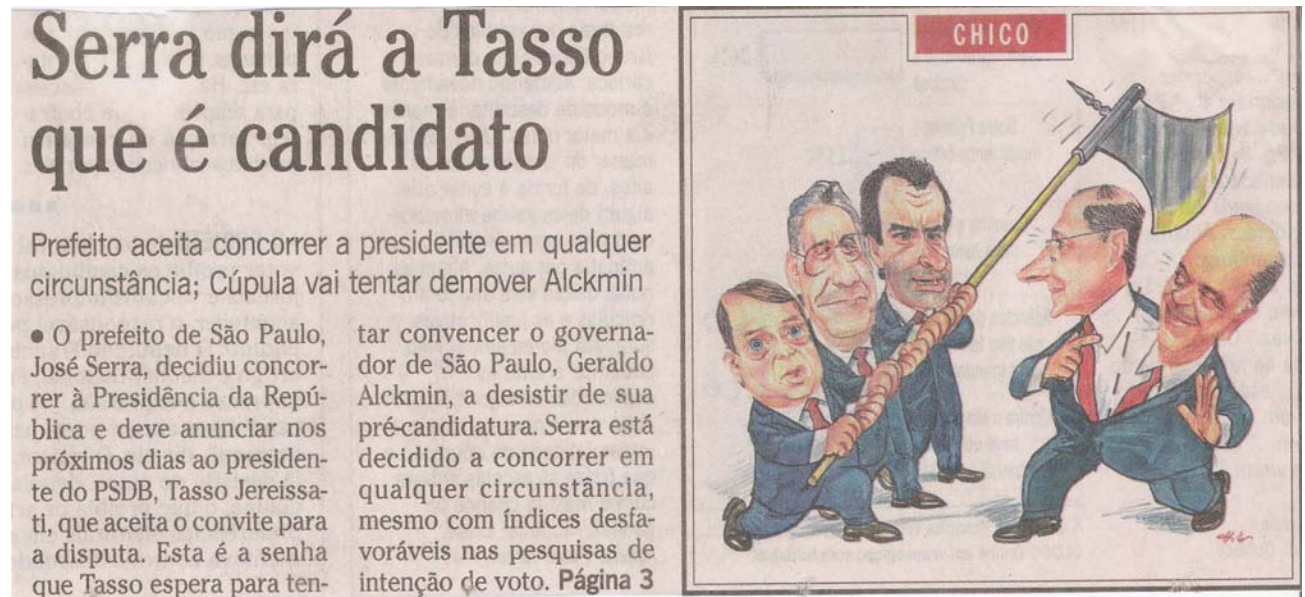 Serra dirá a Tasso
que é candidato
Prefeito aceita concorrer a presidente em qualquer
circunstância; Cúpula vai tentar demover Alckmin
● O prefeito de São Paulo,
José Serra, decidiu concor-
rer à Presidência da Repú-
blica e deve anunciar nos
próximos dias ao presiden-
te do PSDB, Tasso Jereissa-
ti, que aceita o convite para
a disputa. Esta é a senha
que Tasso espera para ten-
tar convencer o governa-
dor de São Paulo, Geraldo
Alckmin, a desistir de sua
pré-candidatura. Serra está
decidido a concorrer em
qualquer circunstância,
mesmo com índices desfa-
voráveis nas pesquisas de
intenção de voto. Página 3
CHICO